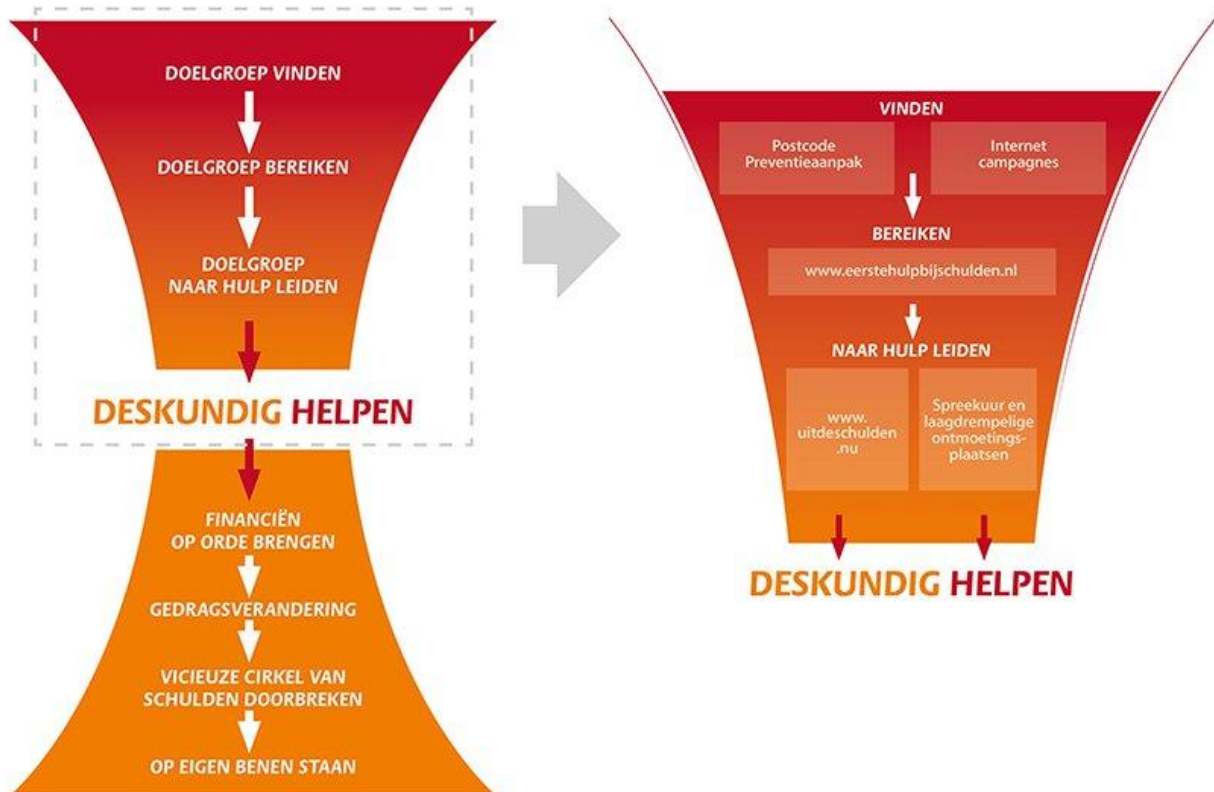 DOELGROEP VINDEN
DOELGROEP BEREIKEN
DOELGROEP
NAAR HULP LEIDEN
DESKUNDIG HELPEN
FINANCIËN
OP ORDE BRENGEN
GEDRAGSVERANDERING
VICIEUZE CIRKEL VAN
SCHULDEN DOORBREKEN
OP EIGEN BENEN STAAN
VINDEN
Postcode
Preventieaanpak
Internet
campagnes
BEREIKEN
www.eerstehulpbijschulden.nl
NAAR HULP LEIDEN
www.
uitdeschulden
.nu
Spreekuur en
laagdrempelige
ontmoetings-
plaatsen
DESKUNDIG HELPEN